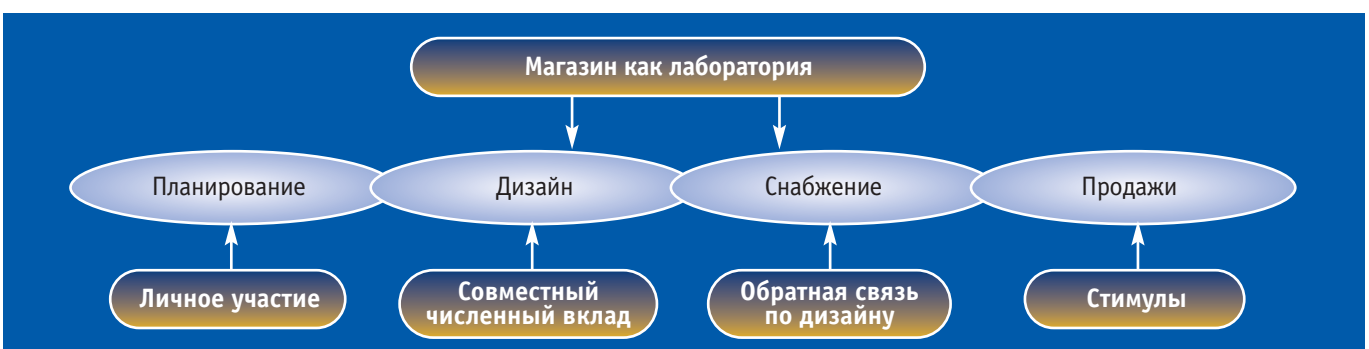 Магазин как лаборатория
Планирование
Дизайн
Снабжение
Продажи
Личное участие
Совместный
численный вклад
Обратная связь
по дизайну
Стимулы